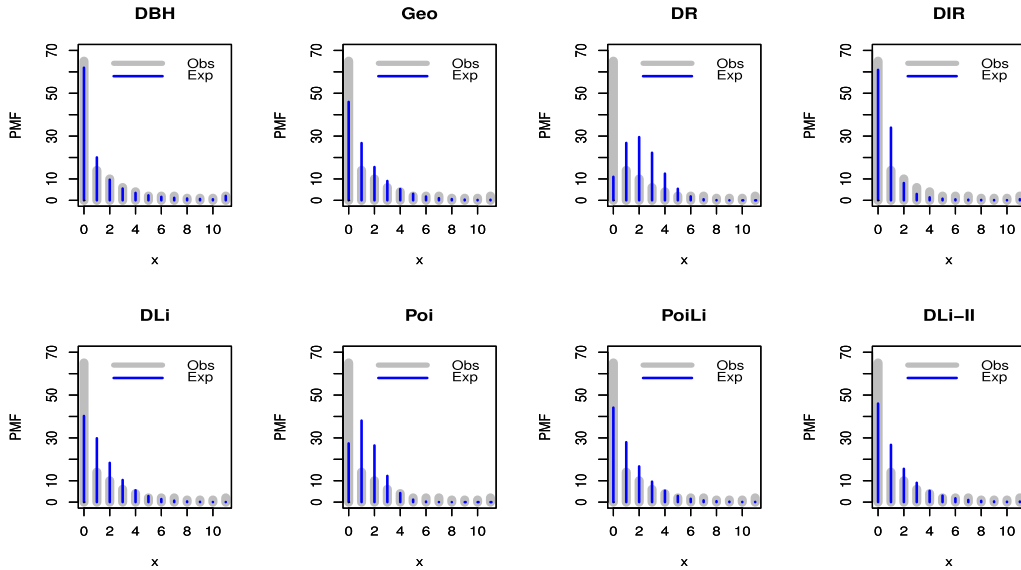 DBH Geo DR DIR
70 Obs 70 Obs 70 Obs 70 Obs
Exp Exp Exp Exp
50 50 50 50
PMF PMF PMF PMF
30 30 30 30
10 10 10 10
0 0 0 0
0 2 4 6 8 10 0 2 4 6 8 10 0 2 4 6 8 10 0 2 4 6 8 10
x x x x
DLi Poi PoiLi DLi–II
70 Obs 70 Obs 70 Obs 70 Obs
Exp Exp Exp Exp
50 50 50 50
PMF PMF PMF PMF
30 30 30 30
10 10 10 10
0 0 0 0
0 2 4 6 8 10 0 2 4 6 8 10 0 2 4 6 8 10 0 2 4 6 8 10
x x x x